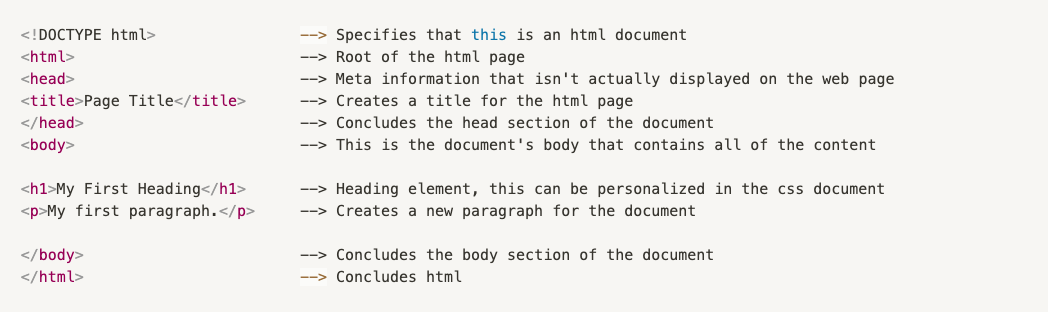 <!DOCTYPE html> --> Specifies that this is an html document
<html> --> Root of the html page
<head> --> Meta information that isn't actually displayed on the web page
<title>Page Title</title> --> Creates a title for the html page
</head> --> Concludes the head section of the document
<body> --> This is the document's body that contains all of the content
<h1>My First Heading</h1> --> Heading element, this can be personalized in the css document
<p>My first paragraph.</p> --> Creates a new paragraph for the document
</body> --> Concludes the body section of the document
</html> --> Concludes html